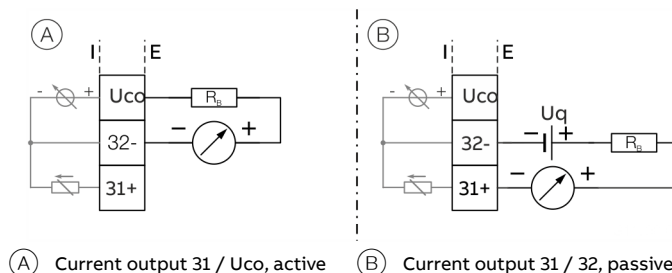 A
I E
- + Uco R_B
32- - +
31+
B
I E
- + Uco
Uq
32- - + R_B
31+ - +
A Current output 31 / Uco, active
B Current output 31 / 32, passive